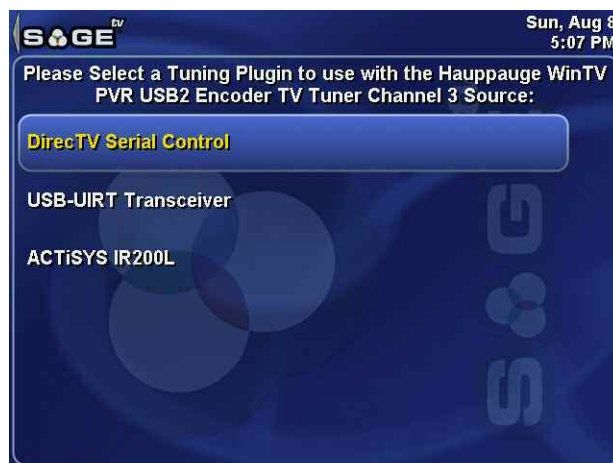 SAGE tv
Sun, Aug 8
5:07 PM
Please Select a Tuning Plugin to use with the Hauppauge WinTV
PVR USB2 Encoder TV Tuner Channel 3 Source:
DirecTV Serial Control
USB-UIRT Transceiver
ACTiSYS IR200L
SAGE